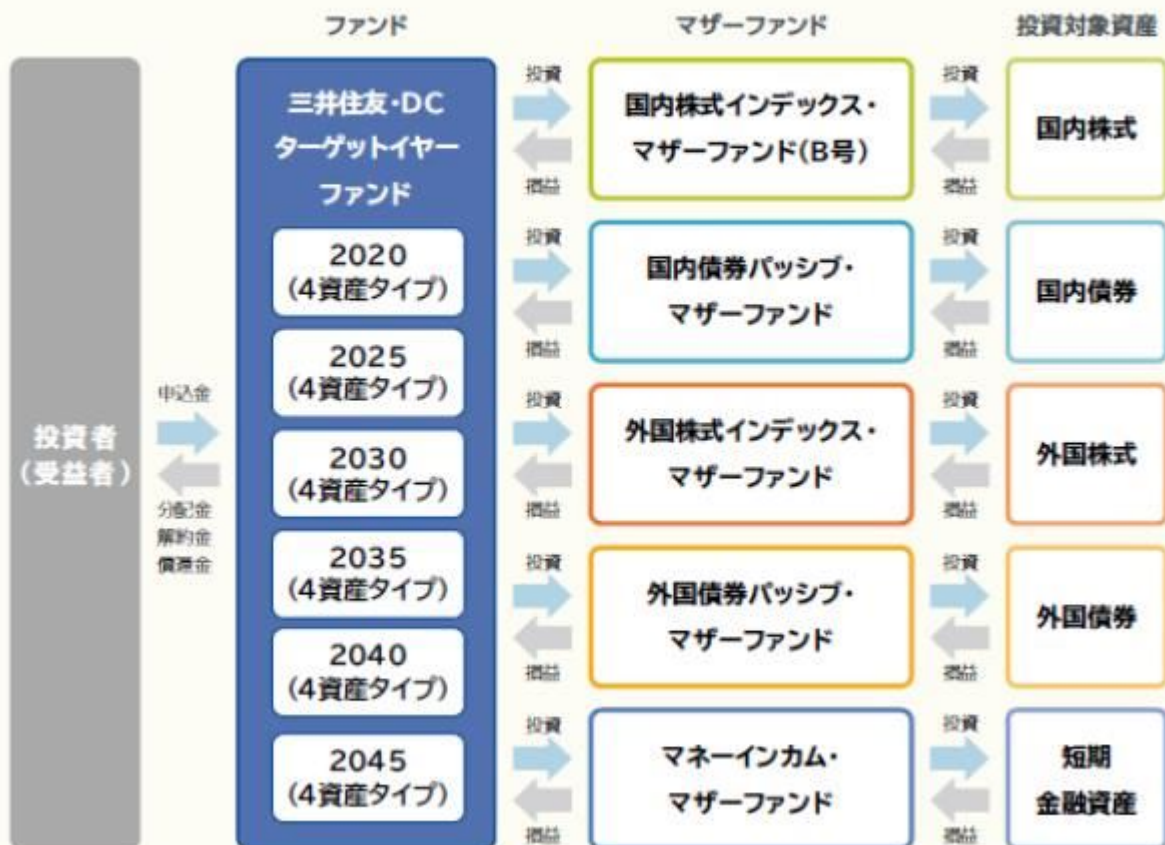 ファンド
マザーファンド
投資対象資産
投資者
(受益者)
申込金
分配金
解約金
償還金
三井住友・DC
ターゲットイヤー
ファンド
2020
(4資産タイプ)
2025
(4資産タイプ)
2030
(4資産タイプ)
2035
(4資産タイプ)
2040
(4資産タイプ)
2045
(4資産タイプ)
投資
損益
国内株式インデックス・
マザーファンド(B号)
投資
損益
国内株式
投資
損益
国内債券パッシブ・
マザーファンド
投資
損益
国内債券
投資
損益
外国株式インデックス・
マザーファンド
投資
損益
外国株式
投資
損益
外国債券パッシブ・
マザーファンド
投資
損益
外国債券
投資
損益
マネーインカム・
マザーファンド
投資
損益
短期
金融資産